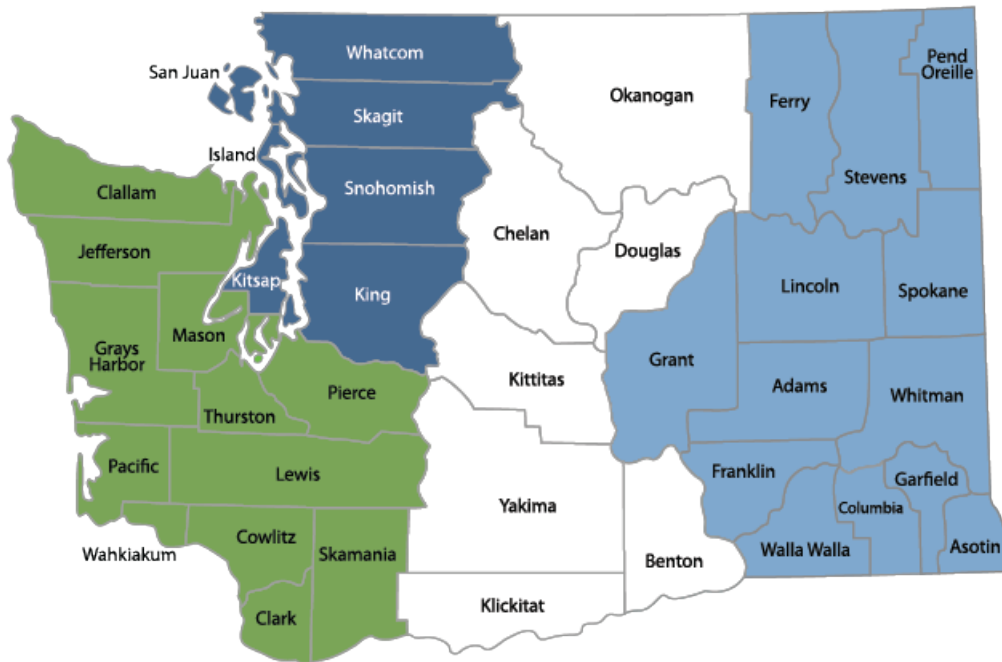 Whatcom
San Juan
Skagit
Island
Snohomish
Clallam
Jefferson
Kitsap
King
Mason
Grays
Harbor
Pierce
Thurston
Pacific
Lewis
Wahkiakum
Cowlitz
Skamania
Clark
Okanogan
Chelan
Douglas
Kittitas
Yakima
Klickitat
Benton
Ferry
Stevens
Pend
Oreille
Lincoln
Spokane
Grant
Adams
Whitman
Franklin
Garfield
Columbia
Walla Walla
Asotin